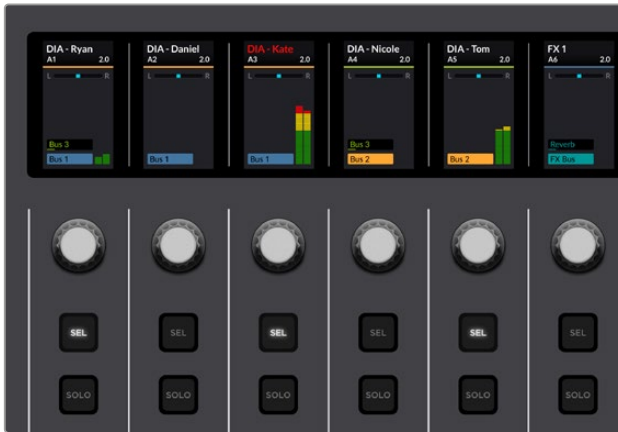 DIA - Ryan DIA - Daniel DIA - Kate DIA - Nicole DIA - Tom FX 1
A1 2.0 A2 2.0 A3 2.0 A4 2.0 A5 2.0 A6 2.0
L R L R L R L R L R L R
Bus 3 Bus 3 Reverb
Bus 1 Bus 1 Bus 1 Bus 2 Bus 2 FX Bus
SEL SEL SEL SEL SEL SEL
SOLO SOLO SOLO SOLO SOLO SOLO